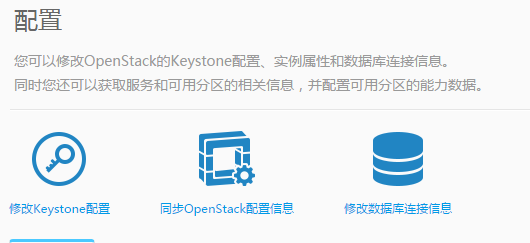 配置
您可以修改OpenStack的Keystone配置、实例属性和数据库连接信息。
同时您还可以获取服务和可用分区的相关信息，并配置可用分区的能力数据。
修改Keystone配置
同步OpenStack配置信息
修改数据库连接信息